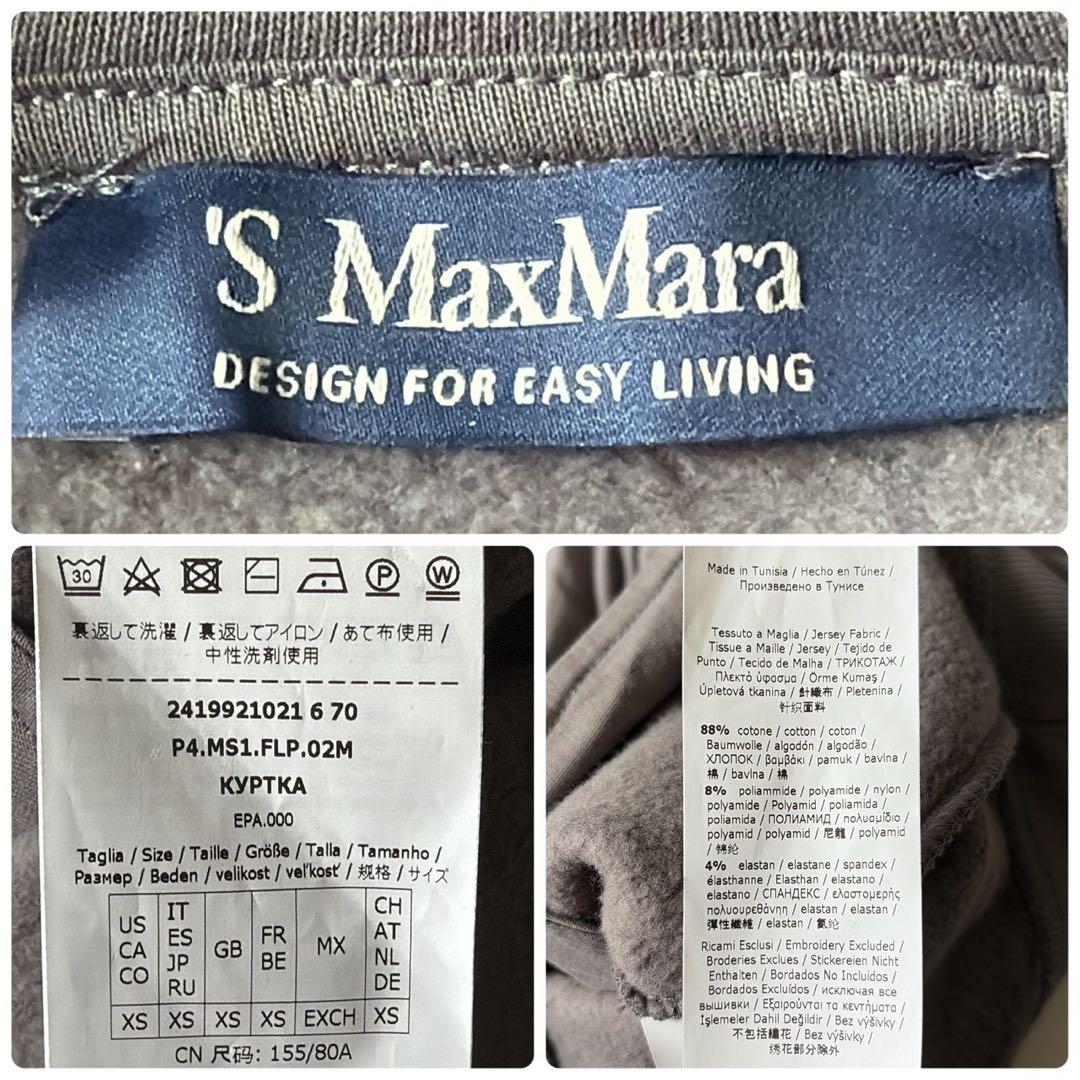 'S MaxMara
DESIGN FOR EASY LIVING
30
P
W
裏返して洗濯 / 裏返してアイロン / あて布使用 /
中性洗剤使用
2419921021 6 70
P4.MS1.FLP.02M
КУРТКА
EPA.000
Taglia / Size / Taille / Größe / Talla / Tamanho /
Размер / Beden / velikost / veľkosť / 规格 / サイズ
US CA CO
IT ES JP RU
GB
FR BE
MX
CH AT NL DE
XS XS XS XS EXCH XS
CN 尺码: 155/80A
Made in Tunisia / Hecho en Túnez /
Произведено в Тунисе
Tessuto a Maglia / Jersey Fabric /
Tissue a Maille / Jersey / Tejido de
Punto / Tecido de Malha / ТРИКОТАЖ /
Πλεκτό ύφασμα / Örme Kumaş /
Úpletová tkanina / 針織布 / Pletenina /
针织面料
88% cotone / cotton / coton /
Baumwolle / algodón / algodão /
ХЛОПОК / βαμβάκι / pamuk / bavlna /
棉 / bavlna / 棉
8% poliammide / polyamide / nylon /
polyamide / Polyamid / poliamida /
poliamida / ПОЛИАМИД / πολυαμίδιο /
polyamid / polyamid / 尼龍 / polyamid
/ 锦纶
4% elastan / elastane / spandex /
élasthanne / Elasthan / elastano /
elastano / СПАНДЕКС / ελαστομερής
πολυουρεθάνη / elastan / elastan /
彈性纖維 / elastan / 氨纶
Ricami Esclusi / Embroidery Excluded /
Broderies Exclues / Stickereien Nicht
Enthalten / Bordados No Incluidos /
Bordados Excluídos / исключая все
вышивки / Εξαιρούνται τα κεντήματα /
İşlemeler Dahil Değildir / Bez výšivky /
不包括繡花 / Bez výšivky /
绣花部分除外